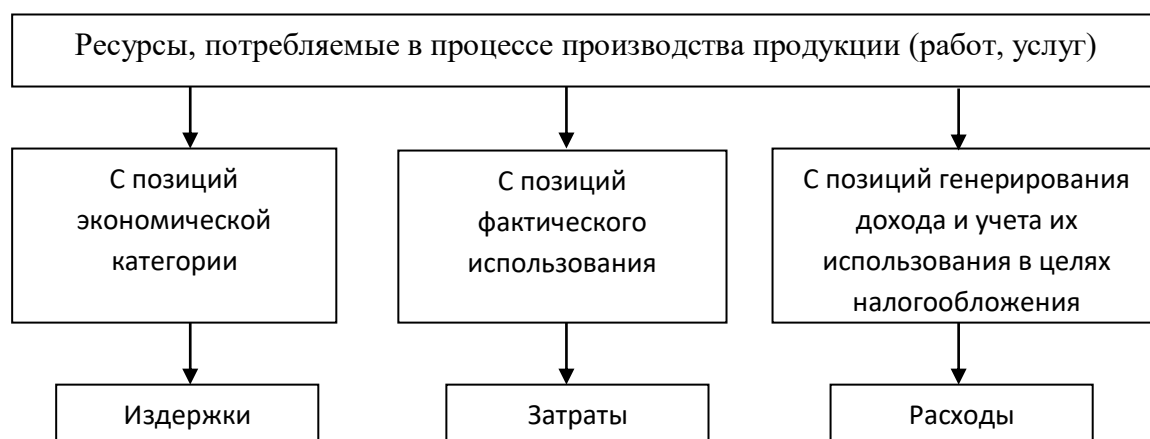 Ресурсы, потребляемые в процессе производства продукции (работ, услуг)
С позиций
экономической
категории
С позиций
фактического
использования
С позиций генерирования
дохода и учета их
использования в целях
налогообложения
Издержки
Затраты
Расходы